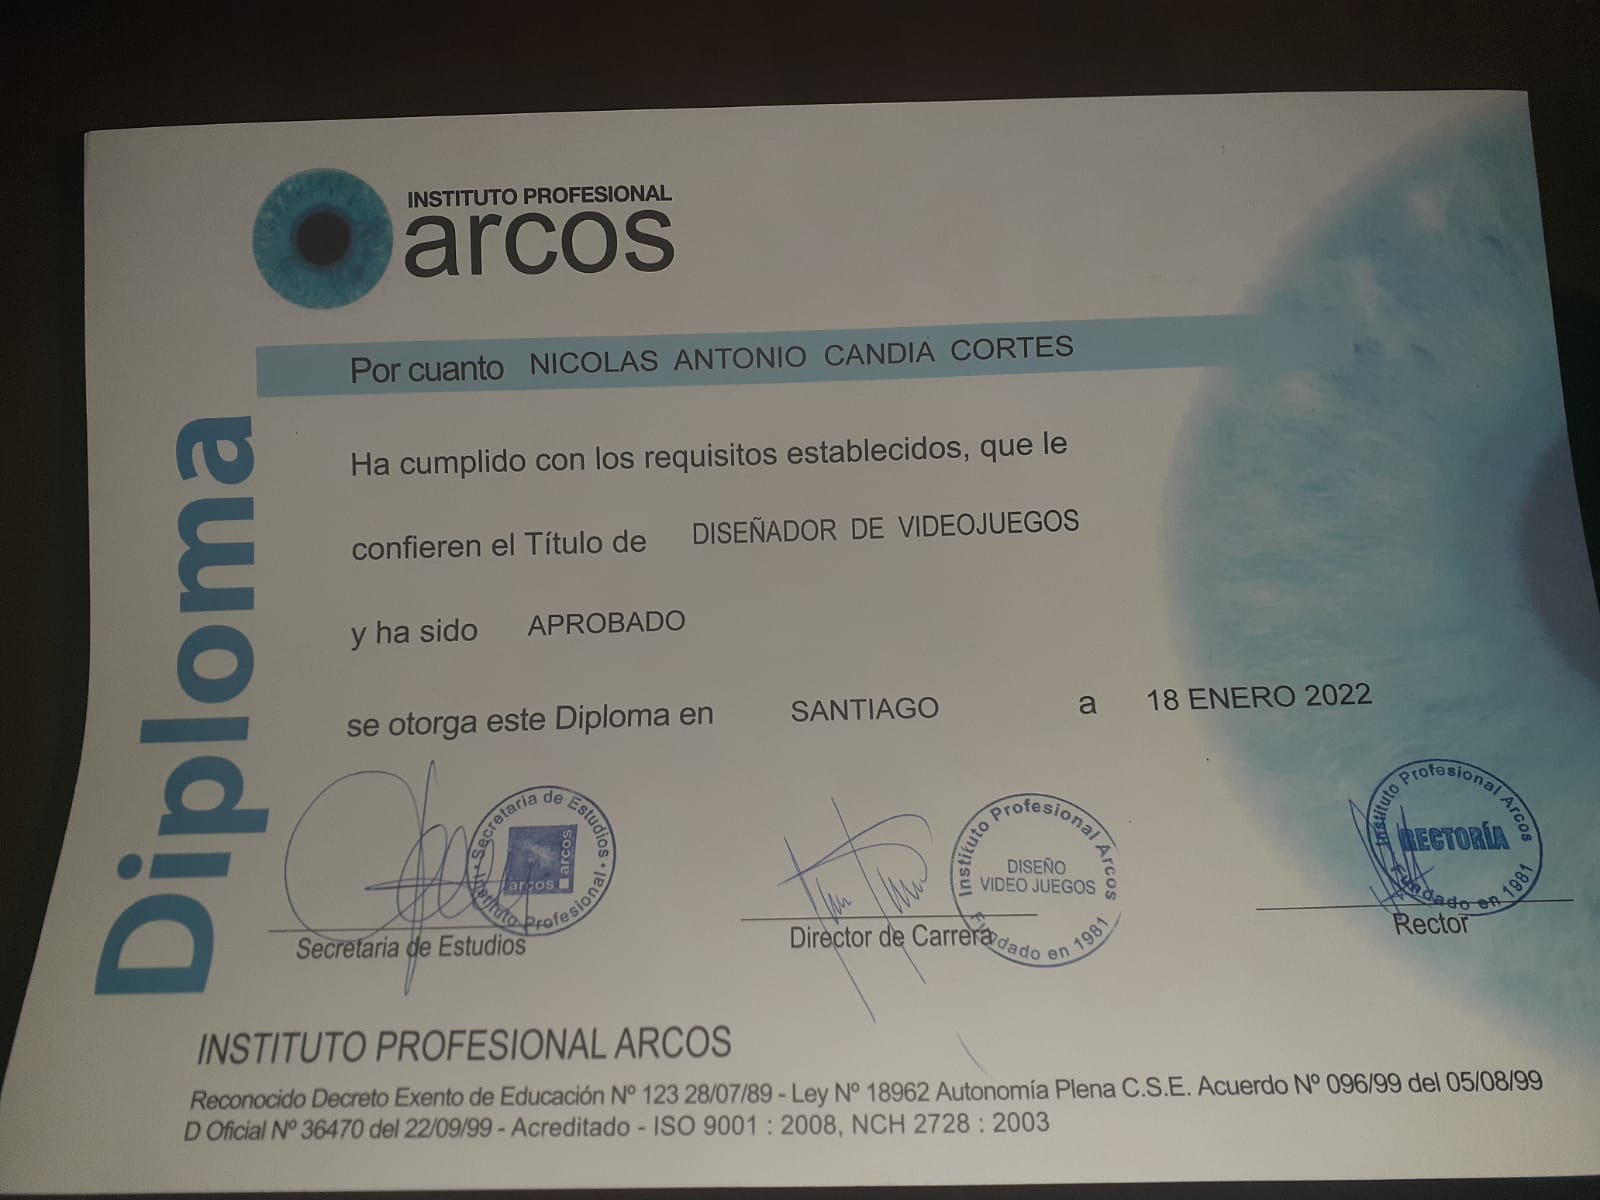 INSTITUTO PROFESIONAL
arcos
Diploma
Por cuanto NICOLAS ANTONIO CANDIA CORTES
Ha cumplido con los requisitos establecidos, que le
confieren el Título de DISEÑADOR DE VIDEOJUEGOS
y ha sido APROBADO
se otorga este Diploma en SANTIAGO a 18 ENERO 2022
Secretaria de Estudios • Instituto Profesional •
arcos arcos
Secretaria de Estudios
Instituto Profesional Arcos
DISEÑO
VIDEO JUEGOS
Fundado en 1981
Director de Carrera
Instituto Profesional Arcos
RECTORÍA
Fundado en 1981
Rector
INSTITUTO PROFESIONAL ARCOS
Reconocido Decreto Exento de Educación Nº 123 28/07/89 - Ley Nº 18962 Autonomía Plena C.S.E. Acuerdo Nº 096/99 del 05/08/99
D Oficial Nº 36470 del 22/09/99 - Acreditado - ISO 9001 : 2008, NCH 2728 : 2003